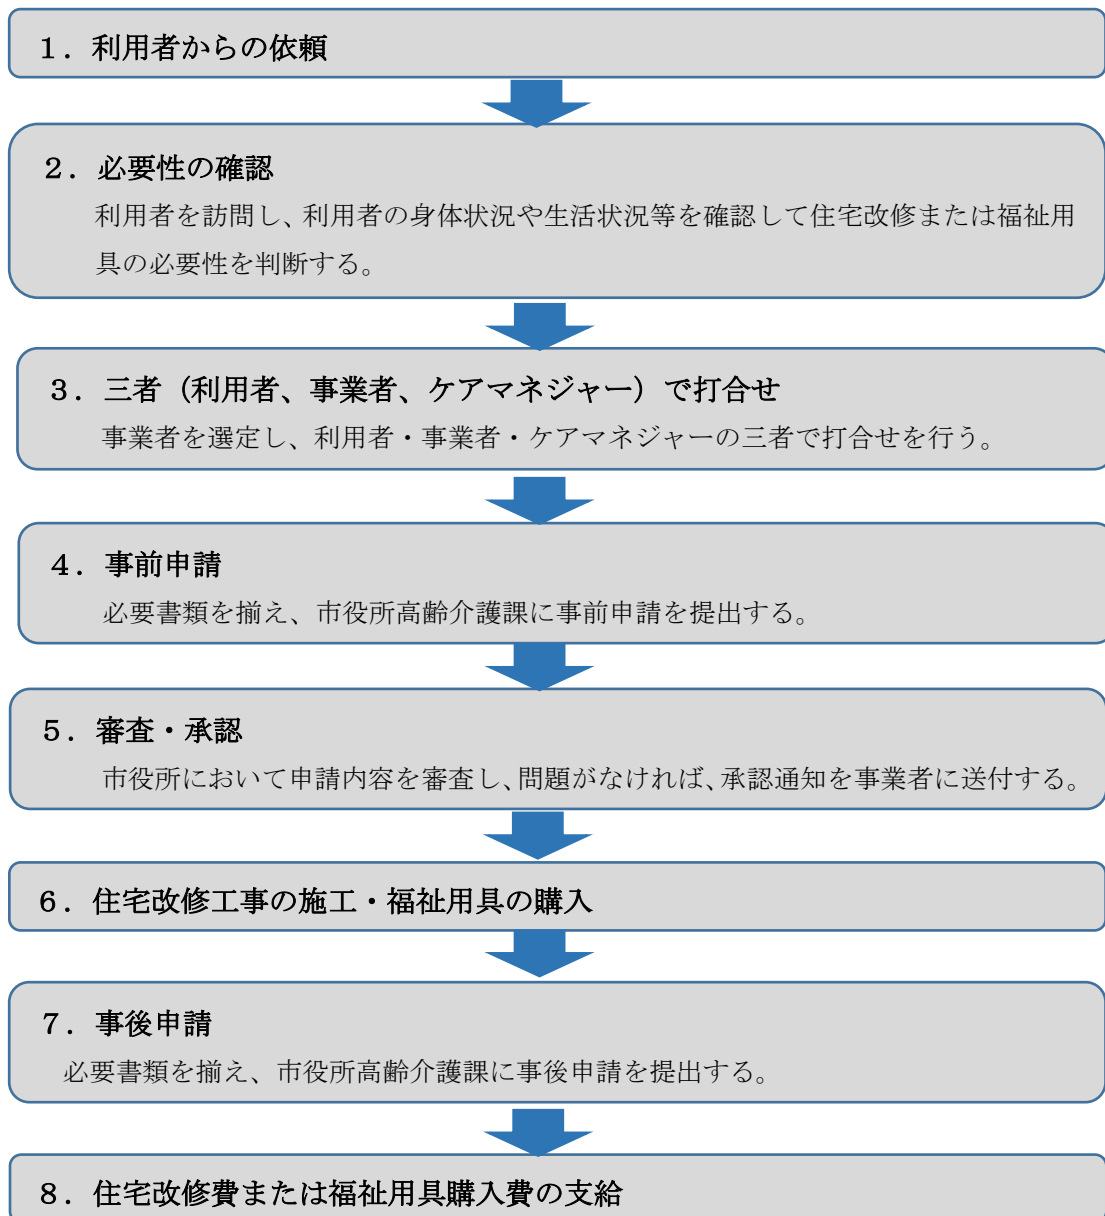 １．利用者からの依頼
２．必要性の確認
利用者を訪問し、利用者の身体状況や生活状況等を確認して住宅改修または福祉用
具の必要性を判断する。
３．三者（利用者、事業者、ケアマネジャー）で打合せ
事業者を選定し、利用者・事業者・ケアマネジャーの三者で打合せを行う。
４．事前申請
必要書類を揃え、市役所高齢介護課に事前申請を提出する。
５．審査・承認
市役所において申請内容を審査し、問題がなければ、承認通知を事業者に送付する。
６．住宅改修工事の施工・福祉用具の購入
７．事後申請
必要書類を揃え、市役所高齢介護課に事後申請を提出する。
８．住宅改修費または福祉用具購入費の支給